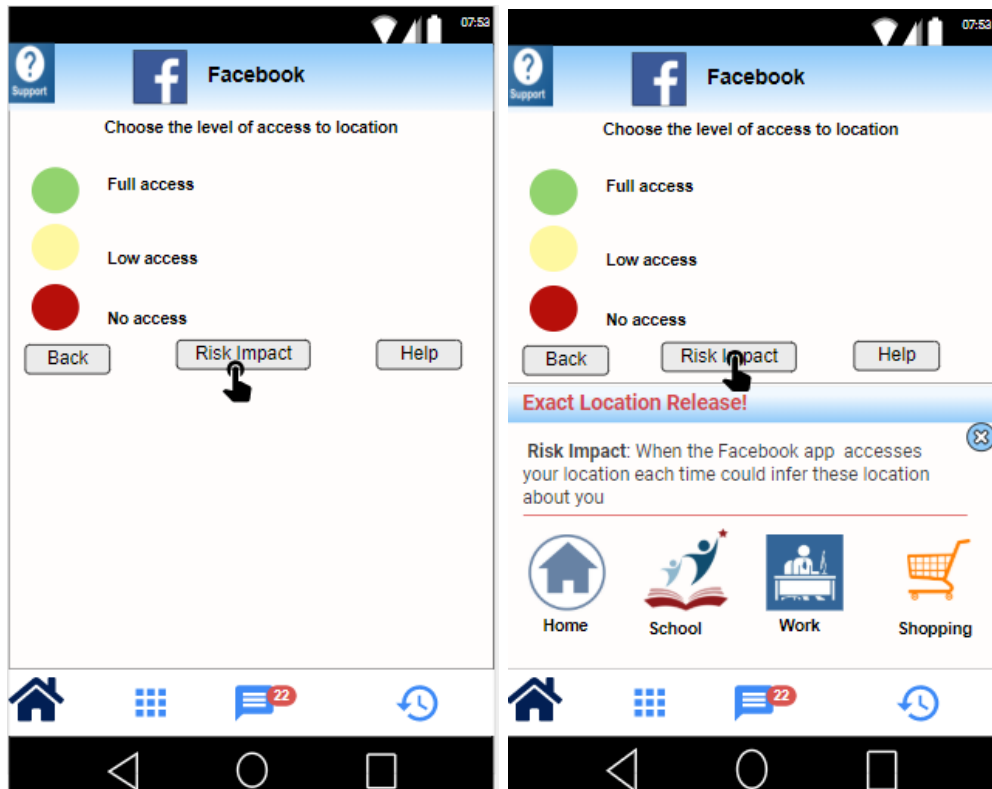 07:53
Support
f
Facebook
Choose the level of access to location
Full access
Low access
No access
Back
Risk Impact
Help
22
07:53
Support
f
Facebook
Choose the level of access to location
Full access
Low access
No access
Back
Risk Impact
Help
Exact Location Release!
Risk Impact: When the Facebook app accesses
your location each time could infer these location
about you
Home
School
Work
Shopping
22